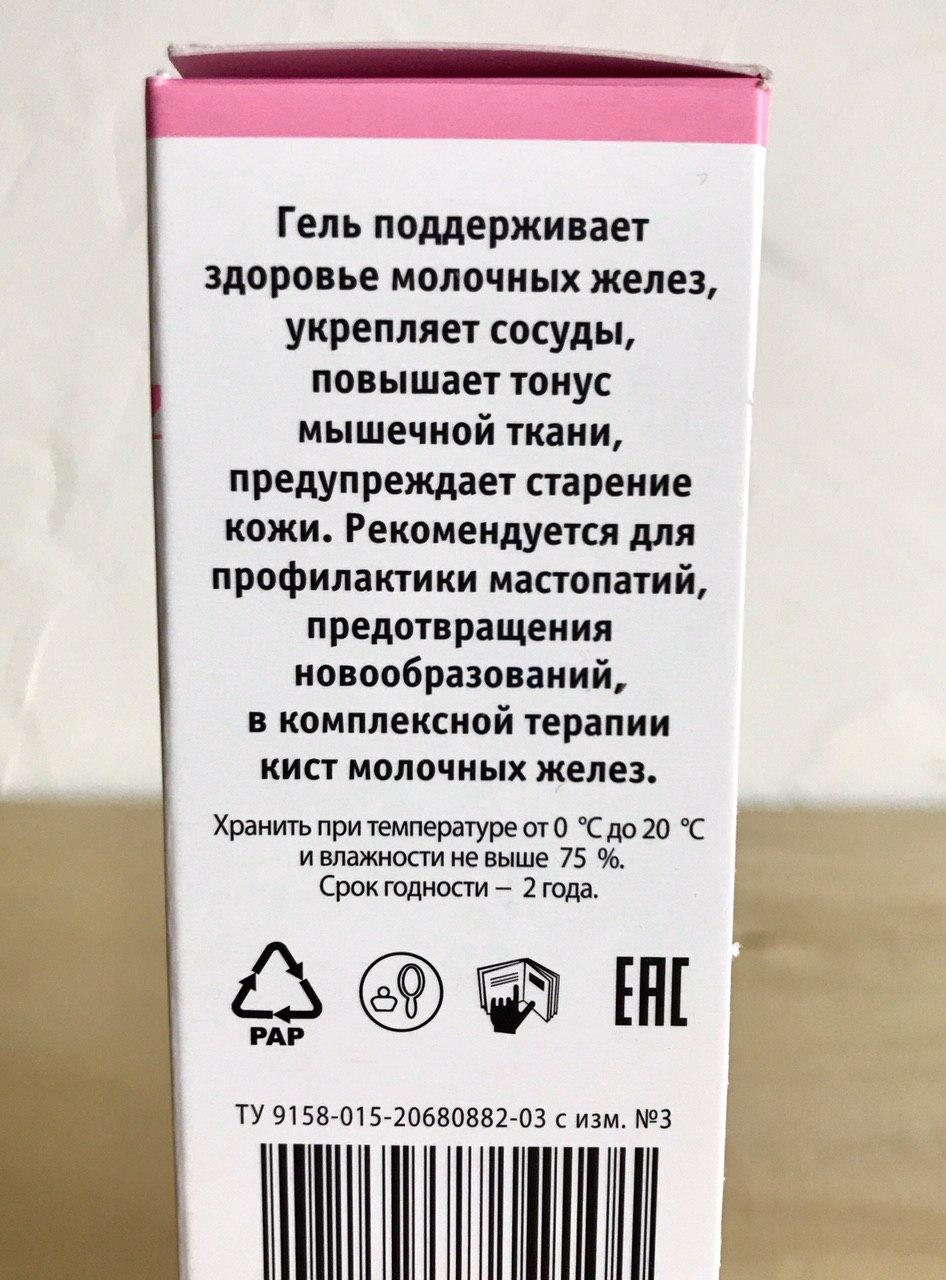 Гель поддерживает
здоровье молочных желез,
укрепляет сосуды,
повышает тонус
мышечной ткани,
предупреждает старение
кожи. Рекомендуется для
профилактики мастопатий,
предотвращения
новообразований,
в комплексной терапии
кист молочных желез.
Хранить при температуре от 0 °C до 20 °C
и влажности не выше 75 %.
Срок годности – 2 года.
PAP
EAC
ТУ 9158-015-20680882-03 с изм. №3